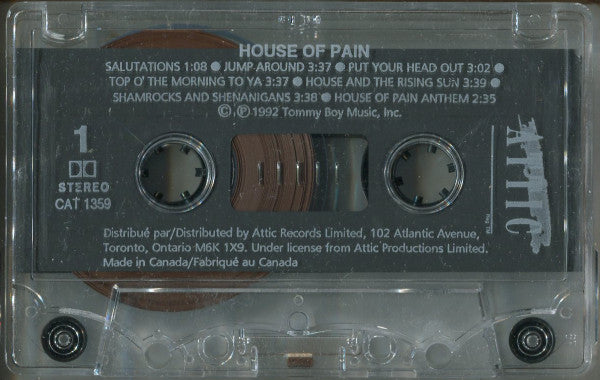 HOUSE OF PAIN
SALUTATIONS 1:08 ● JUMP AROUND 3:37 ● PUT YOUR HEAD OUT 3:02 ●
TOP O' THE MORNING TO YA 3:37 ● HOUSE AND THE RISING SUN 3:39 ●
SHAMROCKS AND SHENANIGANS 3:38 ● HOUSE OF PAIN ANTHEM 2:35
©, ℗ 1992 Tommy Boy Music, Inc.
1
STEREO
CAT 1359
ATTIC
Distribué par/Distributed by Attic Records Limited, 102 Atlantic Avenue,
Toronto, Ontario M6K 1X9. Under license from Attic Productions Limited.
Made in Canada/Fabriqué au Canada